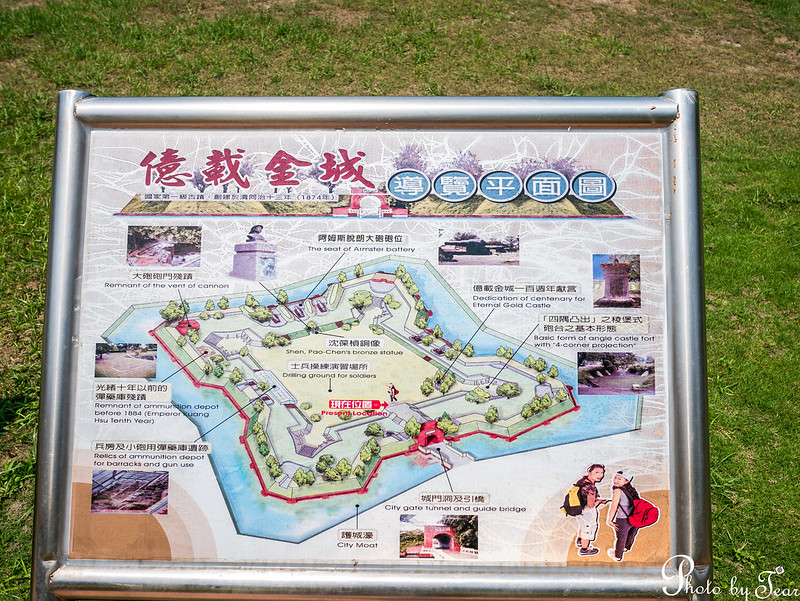 億載金城 導覽平面圖
國家第一級古蹟,創建於清同治十三年(1874年)
阿姆斯脫朗大砲砲位
The seat of Armster battery
大砲砲門殘蹟
Remnant of the vent of cannon
億載金城一百週年獻言
Dedication of centenary for
Eternal Gold Castle
「四隅凸出」之稜堡式
砲台之基本形態
Basic form of angle castle fort
with "4-corner projection"
沈葆楨銅像
Shen, Pao-Chen's bronze statue
士兵操練演習場所
Drilling ground for soldiers
光緒十年以前的
彈藥庫殘蹟
Remnant of ammunition depot
before 1884 (Emperor Kuang
Hsu Tenth Year)
現在位置
Present Location
兵房及小砲用彈藥庫遺跡
Relics of ammunition depot
for barracks and gun use
城門洞及引橋
City gate tunnel and guide bridge
護城濠
City Moat
Photo by Tear